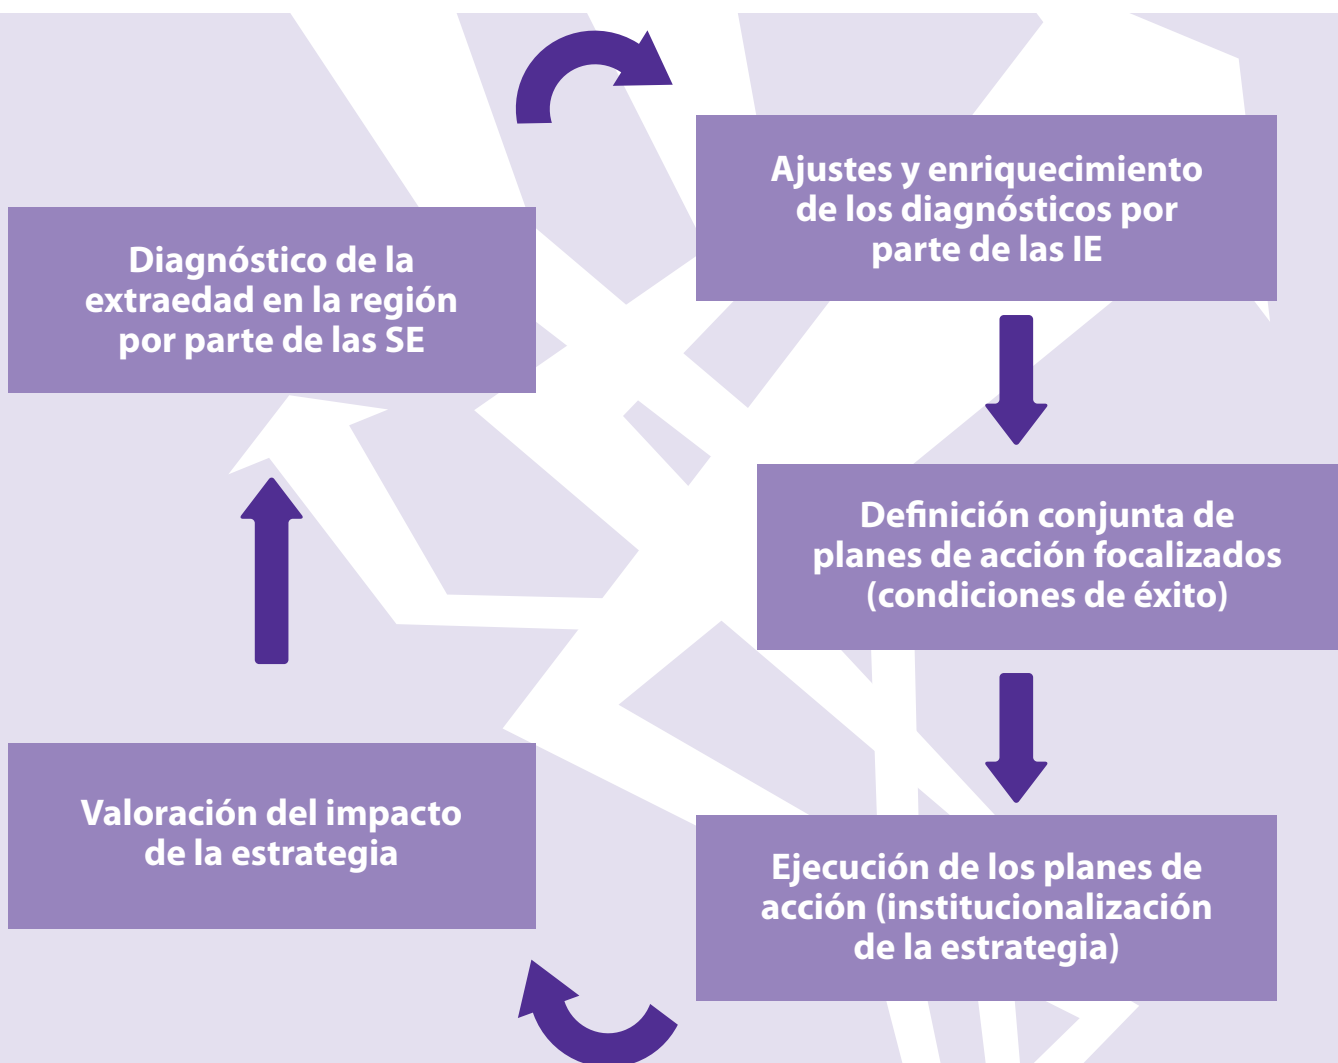 Diagnóstico de la
extraedad en la región
por parte de las SE
Ajustes y enriquecimiento
de los diagnósticos por
parte de las IE
Definición conjunta de
planes de acción focalizados
(condiciones de éxito)
Ejecución de los planes de
acción (institucionalización
de la estrategia)
Valoración del impacto
de la estrategia